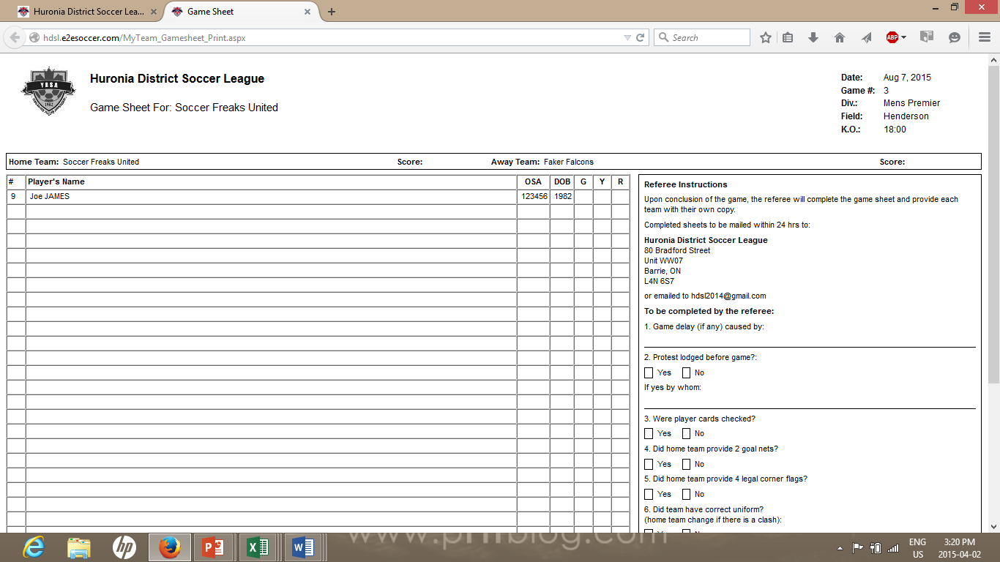 Huronia District Soccer Lea...
Game Sheet
hdsl.e2esoccer.com/MyTeam_Gamesheet_Print.aspx
Search
ABP
YRSA
1982
Huronia District Soccer League
Game Sheet For: Soccer Freaks United
Date: Aug 7, 2015
Game #: 3
Div.: Mens Premier
Field: Henderson
K.O.: 18:00
Home Team: Soccer Freaks United Score: Away Team: Faker Falcons Score:
# Player's Name OSA DOB G Y R
9 Joe JAMES 123456 1982
Referee Instructions
Upon conclusion of the game, the referee will complete the game sheet and provide each
team with their own copy.
Completed sheets to be mailed within 24 hrs to:
Huronia District Soccer League
80 Bradford Street
Unit WW07
Barrie, ON
L4N 6S7
or emailed to hdsl2014@gmail.com
To be completed by the referee:
1. Game delay (if any) caused by:
2. Protest lodged before game?:
Yes No
If yes by whom:
3. Were player cards checked?
Yes No
4. Did home team provide 2 goal nets?
Yes No
5. Did home team provide 4 legal corner flags?
Yes No
6. Did team have correct uniform?
(home team change if there is a clash):
hp
ENG
US
3:20 PM
2015-04-02